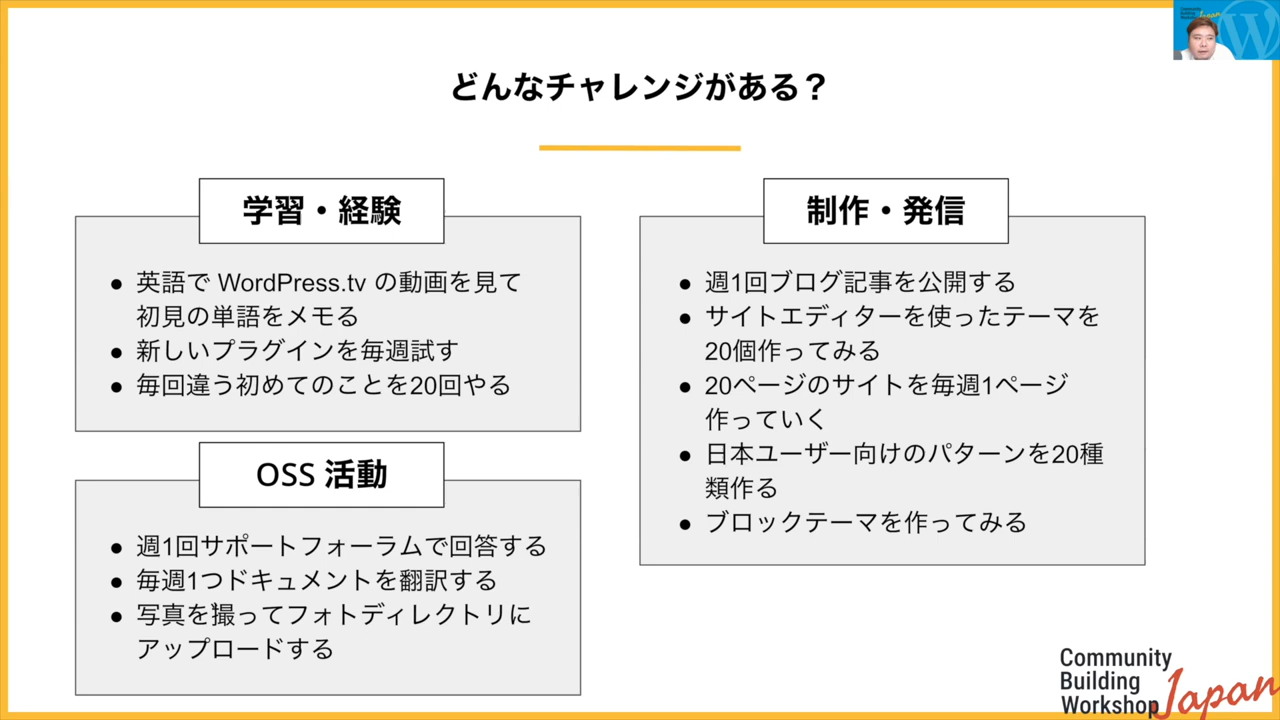 どんなチャレンジがある？
学習・経験
● 英語で WordPress.tv の動画を見て
初見の単語をメモる
● 新しいプラグインを毎週試す
● 毎回違う初めてのことを20回やる
OSS 活動
● 週1回サポートフォーラムで回答する
● 毎週1つドキュメントを翻訳する
● 写真を撮ってフォトディレクトリに
アップロードする
制作・発信
● 週1回ブログ記事を公開する
● サイトエディターを使ったテーマを
20個作ってみる
● 20ページのサイトを毎週1ページ
作っていく
● 日本ユーザー向けのパターンを20種
類作る
● ブロックテーマを作ってみる
Community
Building
Workshop
Japan
Community
Building
Workshop
Japan